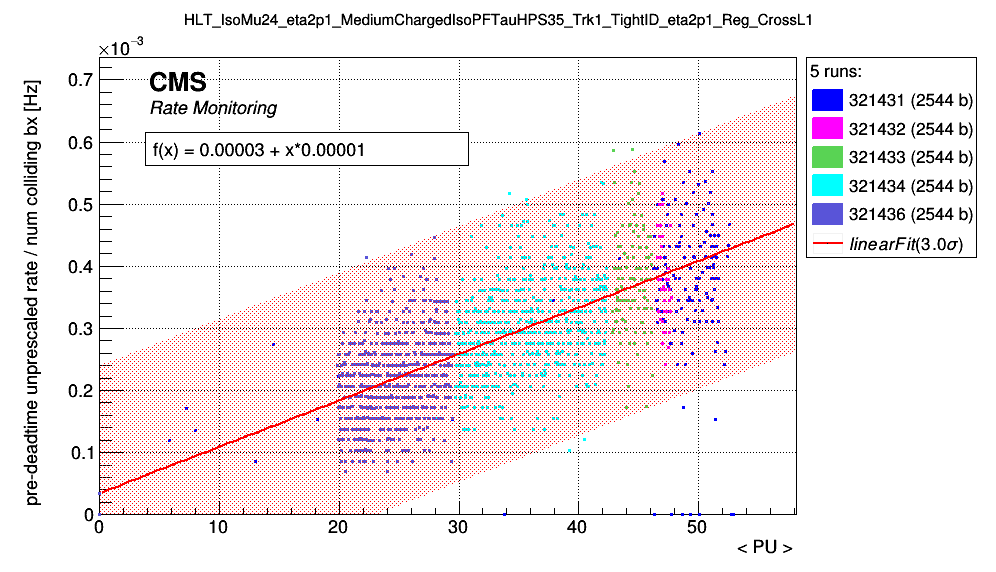 HLT_IsoMu24_eta2p1_MediumChargedIsoPFTauHPS35_Trk1_TightID_eta2p1_Reg_CrossL1
×10⁻³
CMS
Rate Monitoring
f(x) = 0.00003 + x*0.00001
pre-deadtime unprescaled rate / num colliding bx [Hz]
0.7
0.6
0.5
0.4
0.3
0.2
0.1
0
0 10 20 30 40 50
< PU >
5 runs:
321431 (2544 b)
321432 (2544 b)
321433 (2544 b)
321434 (2544 b)
321436 (2544 b)
linearFit(3.0σ)